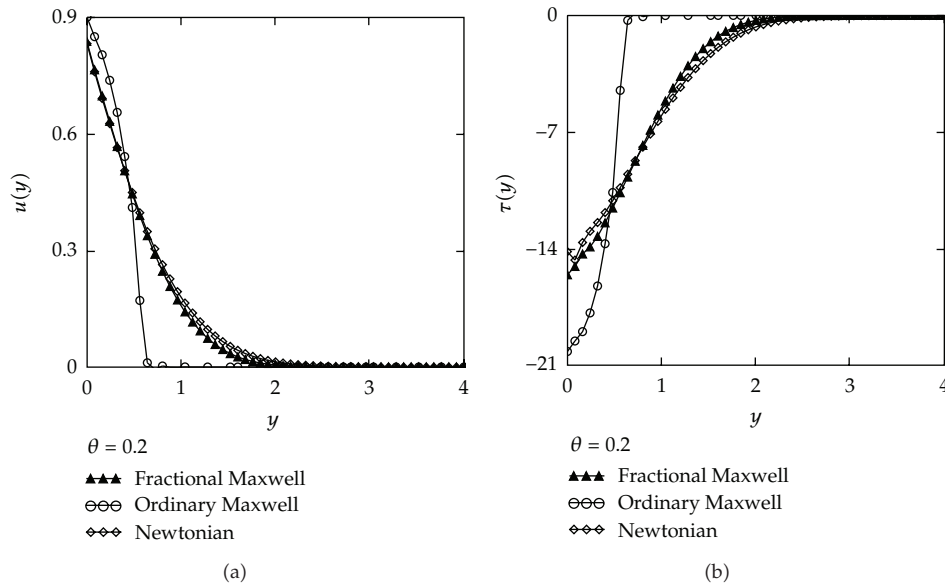 0.9
0.6
0.3
0
u(y)
0 1 2 3 4
y
θ = 0.2
Fractional Maxwell
Ordinary Maxwell
Newtonian
(a)
0
−7
−14
−21
τ(y)
0 1 2 3 4
y
θ = 0.2
Fractional Maxwell
Ordinary Maxwell
Newtonian
(b)